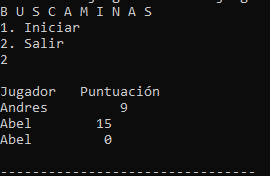 B U S C A M I N A S
1. Iniciar
2. Salir
2
Jugador Puntuación
Andres 9
Abel 15
Abel 0
--------------------------------